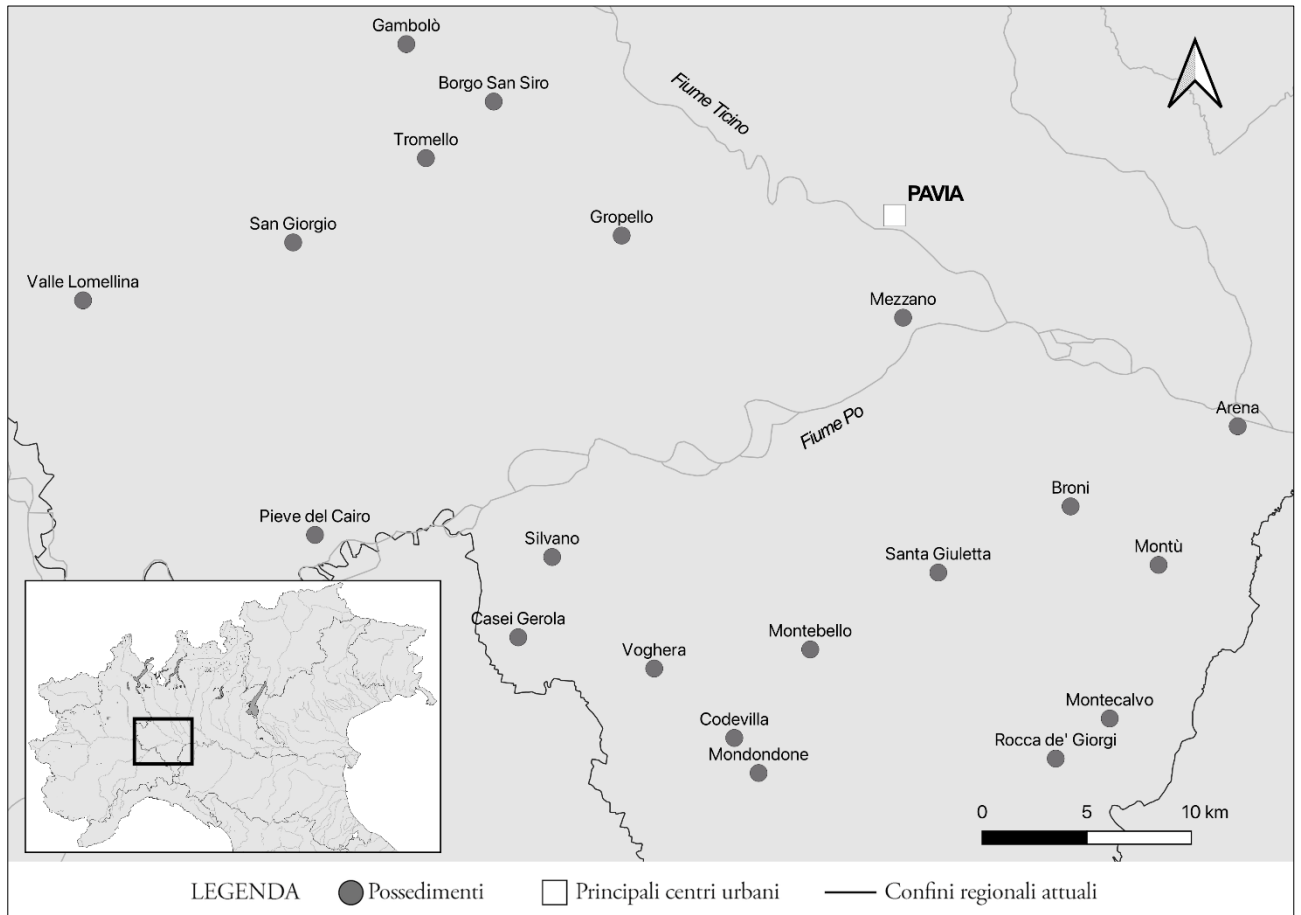 Gambolò
Borgo San Siro
Fiume Ticino
Tromello
PAVIA
San Giorgio
Gropello
Valle Lomellina
Mezzano
Fiume Po
Arena
Broni
Pieve del Cairo
Silvano
Santa Giuletta
Montù
Casei Gerola
Montebello
Voghera
Montecalvo
Codevilla
Rocca de' Giorgi
Mondondone
0 5 10 km
LEGENDA Possedimenti Principali centri urbani Confini regionali attuali